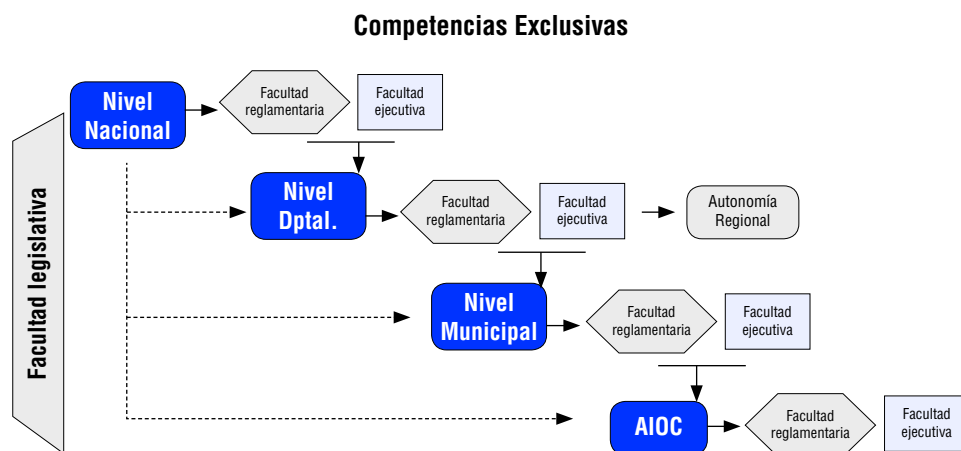 Competencias Exclusivas
Facultad legislativa
Nivel
Nacional
Facultad
reglamentaria
Facultad
ejecutiva
Nivel
Dptal.
Facultad
reglamentaria
Facultad
ejecutiva
Autonomía
Regional
Nivel
Municipal
Facultad
reglamentaria
Facultad
ejecutiva
AIOC
Facultad
reglamentaria
Facultad
ejecutiva